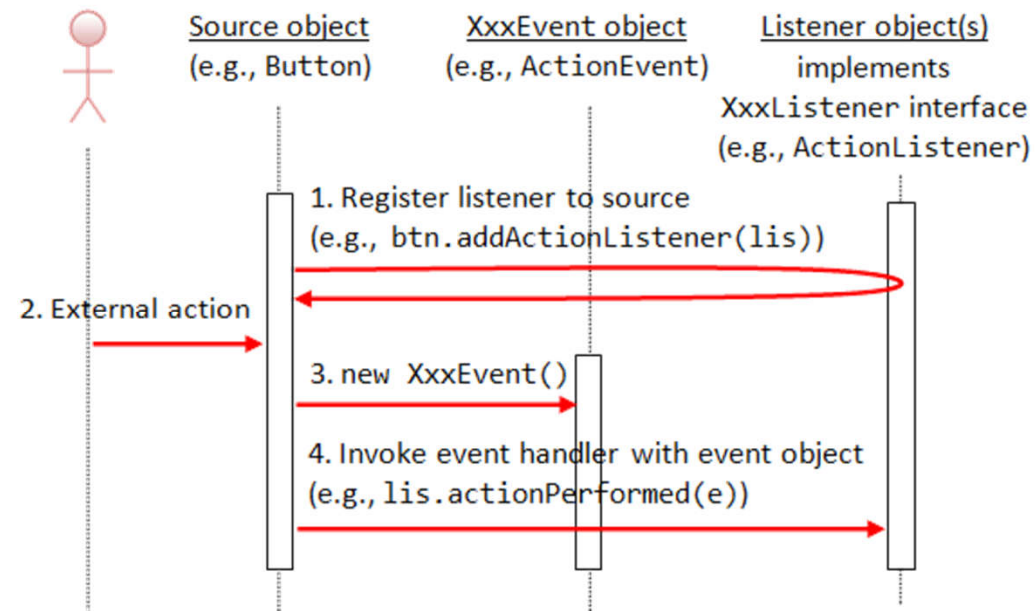 Source object
(e.g., Button)
XxxEvent object
(e.g., ActionEvent)
Listener object(s)
implements
XxxListener interface
(e.g., ActionListener)
1. Register listener to source
(e.g., btn.addActionListener(lis))
2. External action
3. new XxxEvent()
4. Invoke event handler with event object
(e.g., lis.actionPerformed(e))